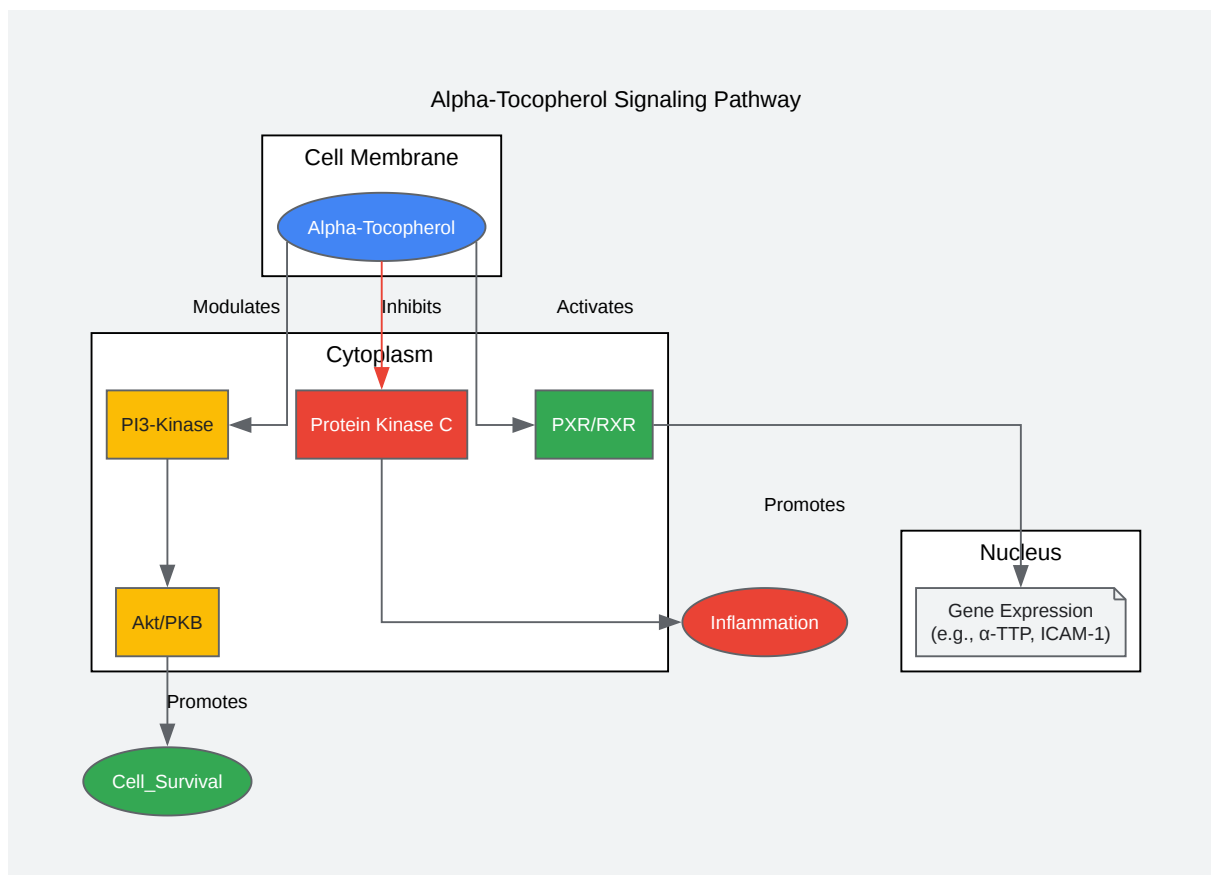 Alpha-Tocopherol Signaling Pathway
Cell Membrane
Alpha-Tocopherol
Modulates
Inhibits
Activates
Cytoplasm
PI3-Kinase
Protein Kinase C
PXR/RXR
Promotes
Nucleus
Akt/PKB
Inflammation
Gene Expression
(e.g., α-TTP, ICAM-1)
Promotes
Cell_Survival